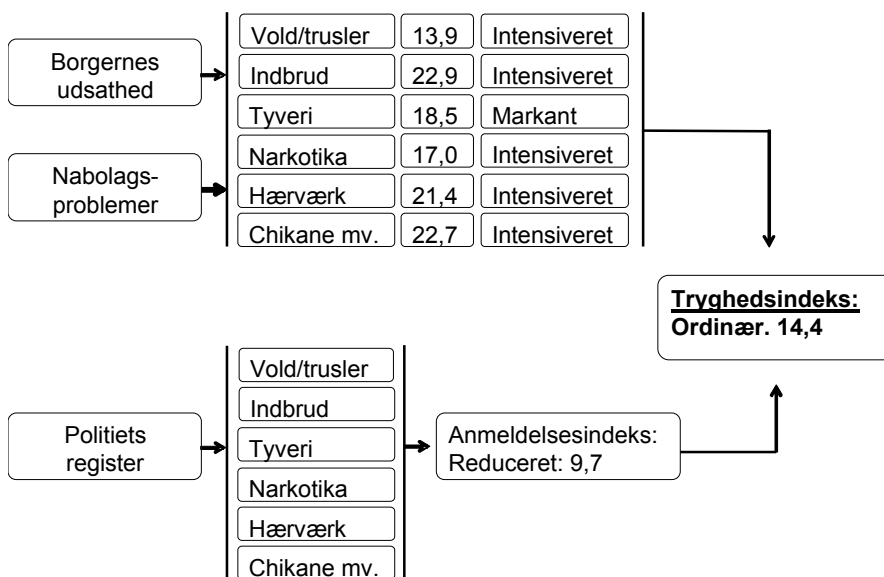 Borgernes
udsathed
Nabolags-
problemer
Vold/trusler 13,9 Intensiveret
Indbrud 22,9 Intensiveret
Tyveri 18,5 Markant
Narkotika 17,0 Intensiveret
Hærværk 21,4 Intensiveret
Chikane mv. 22,7 Intensiveret
Tryghedsindeks:
Ordinær. 14,4
Politiets
register
Vold/trusler
Indbrud
Tyveri
Narkotika
Hærværk
Chikane mv.
Anmeldelsesindeks:
Reduceret: 9,7